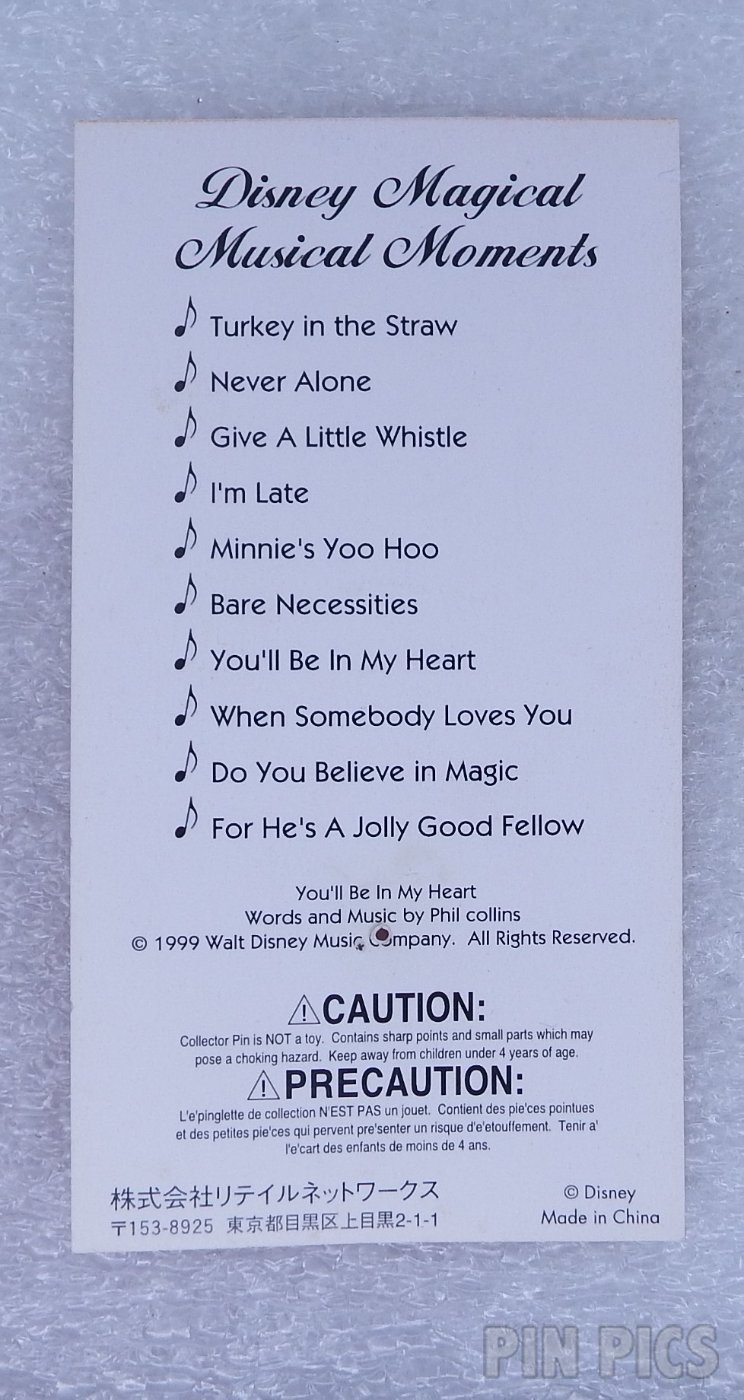 Disney Magical
Musical Moments
Turkey in the Straw
Never Alone
Give A Little Whistle
I'm Late
Minnie's Yoo Hoo
Bare Necessities
You'll Be In My Heart
When Somebody Loves You
Do You Believe in Magic
For He's A Jolly Good Fellow
You'll Be In My Heart
Words and Music by Phil collins
© 1999 Walt Disney Music Company. All Rights Reserved.
⚠CAUTION:
Collector Pin is NOT a toy. Contains sharp points and small parts which may
pose a choking hazard. Keep away from children under 4 years of age.
⚠PRECAUTION:
L'e'pinglette de collection N'EST PAS un jouet. Contient des pie'ces pointues
et des petites pie'ces qui pervent pre'senter un risque d'e'etouffement. Tenir a'
l'e'cart des enfants de moins de 4 ans.
株式会社リテイルネットワークス
〒153-8925 東京都目黒区上目黒2-1-1
© Disney
Made in China
PIN PICS